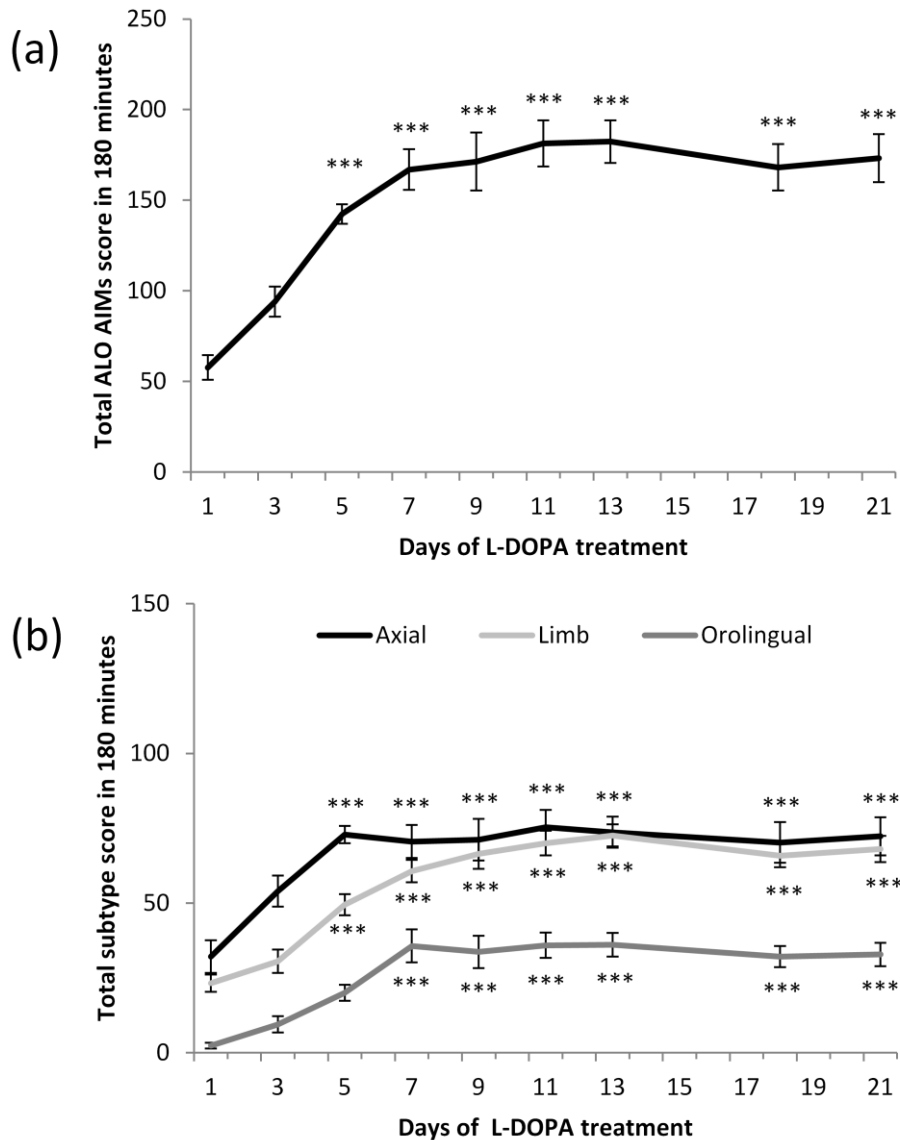 (a)
Total ALO AIMs score in 180 minutes
250
200
150
100
50
0
*** *** *** *** *** *** ***
1 3 5 7 9 11 13 15 17 19 21
Days of L-DOPA treatment
(b)
Total subtype score in 180 minutes
150
100
50
0
Axial Limb Orolingual
*** *** *** *** *** *** ***
*** *** *** *** *** *** ***
*** *** *** *** *** ***
1 3 5 7 9 11 13 15 17 19 21
Days of L-DOPA treatment